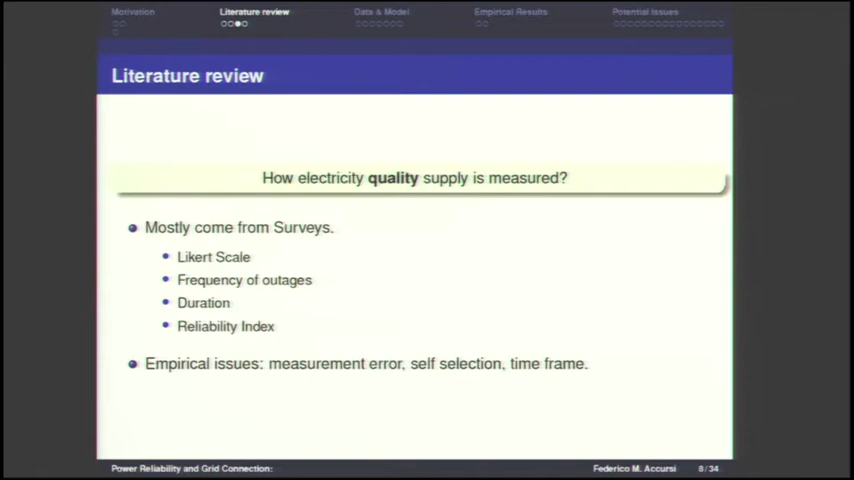 Motivation Literature review Data & Model Empirical Results Potential Issues
Literature review
How electricity quality supply is measured?
Mostly come from Surveys.
Likert Scale
Frequency of outages
Duration
Reliability Index
Empirical issues: measurement error, self selection, time frame.
Power Reliability and Grid Connection: Federico M. Accursi 8 / 34